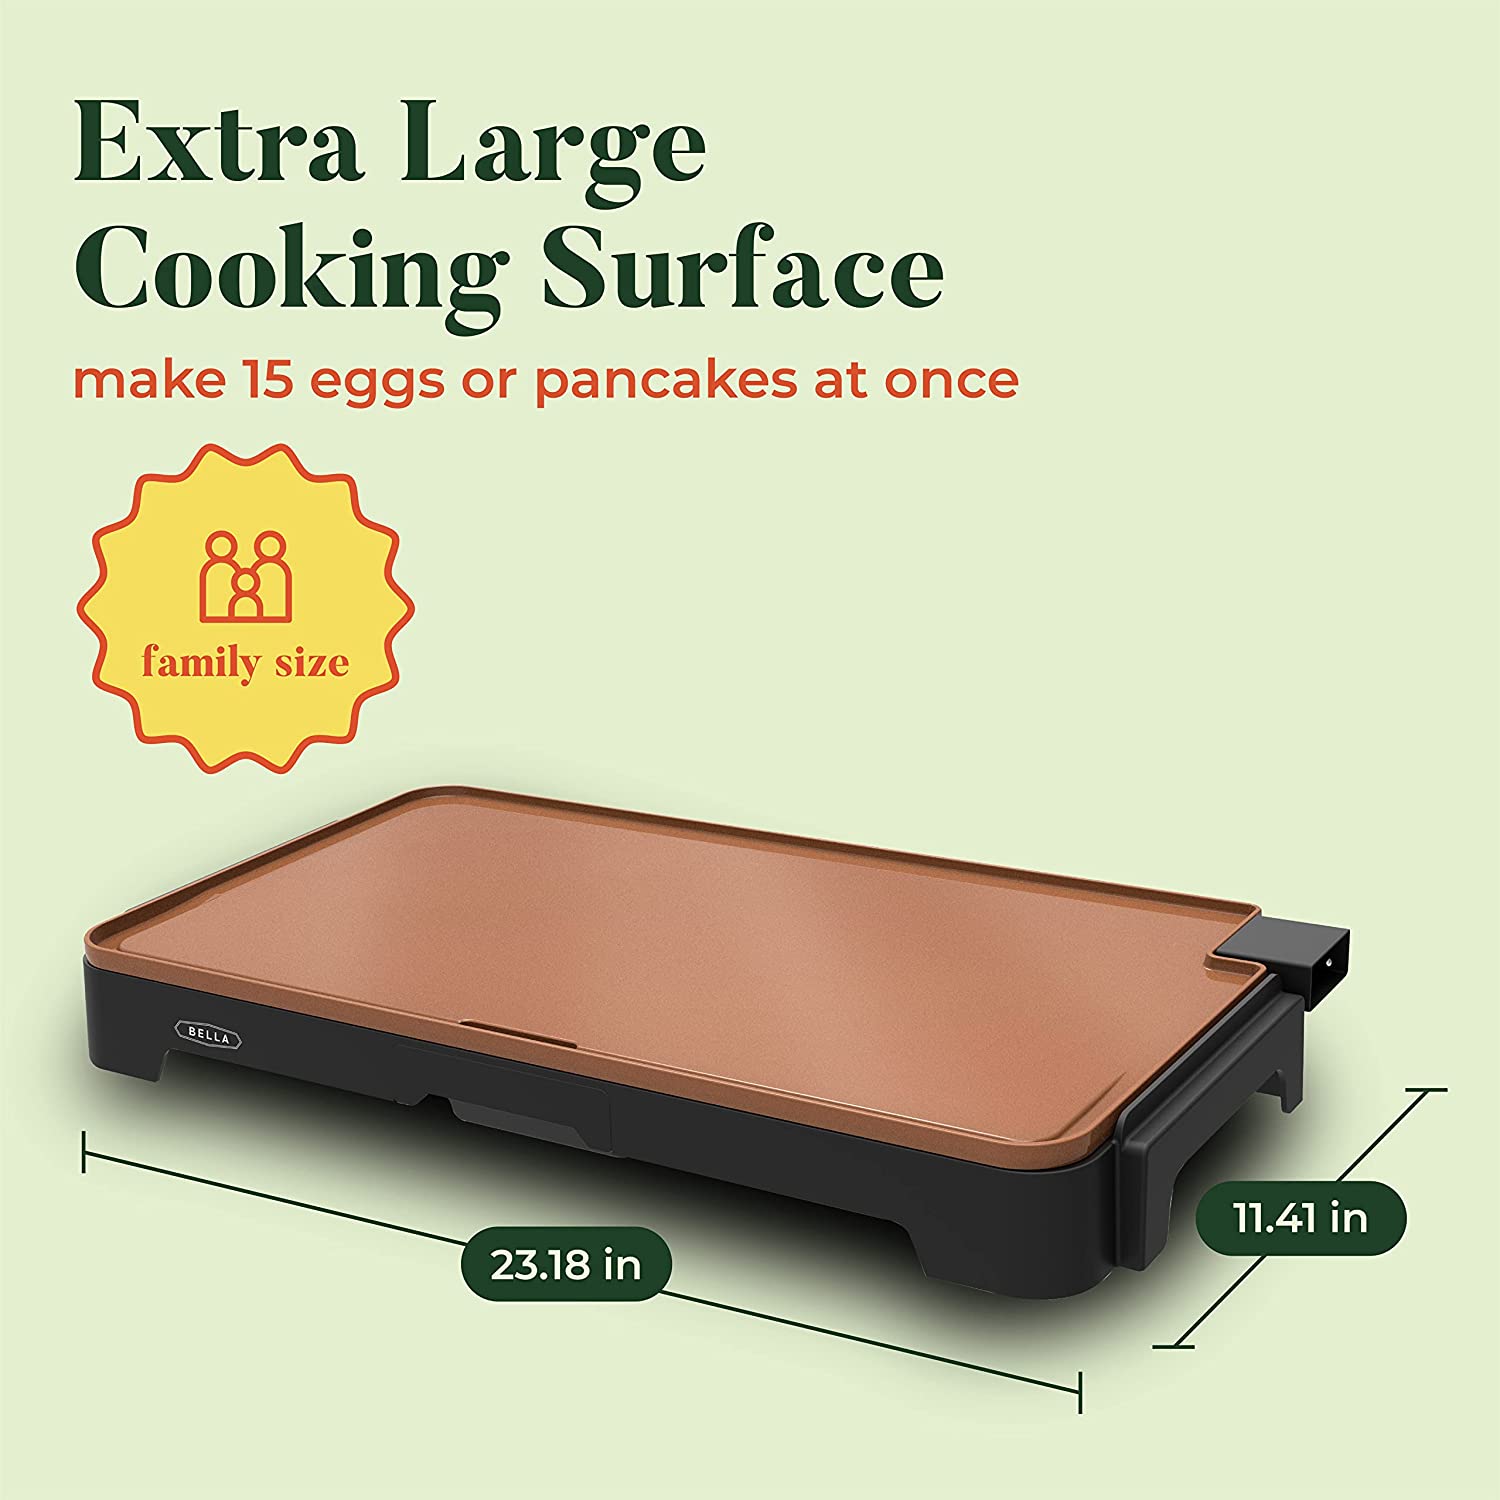 Extra Large
Cooking Surface
make 15 eggs or pancakes at once
family size
BELLA
23.18 in
11.41 in